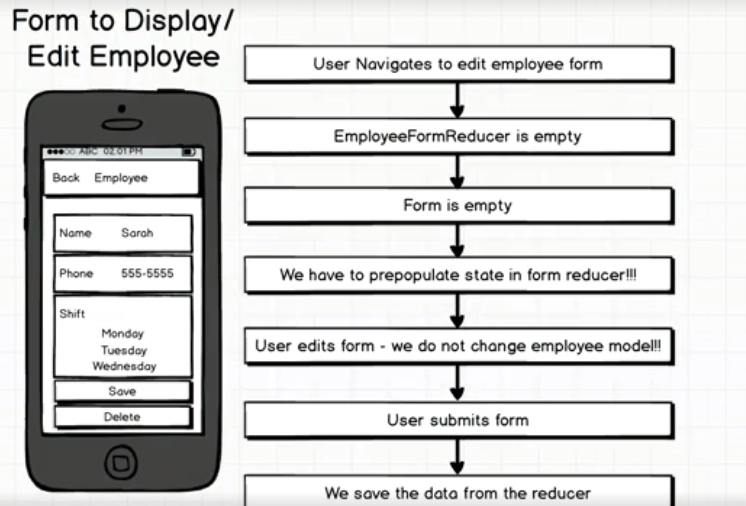 Form to Display/
Edit Employee
●●●○○ ABC 02:01 PM
Back Employee
Name Sarah
Phone 555-5555
Shift
Monday
Tuesday
Wednesday
Save
Delete
User Navigates to edit employee form
EmployeeFormReducer is empty
Form is empty
We have to prepopulate state in form reducer!!!
User edits form - we do not change employee model!!
User submits form
We save the data from the reducer